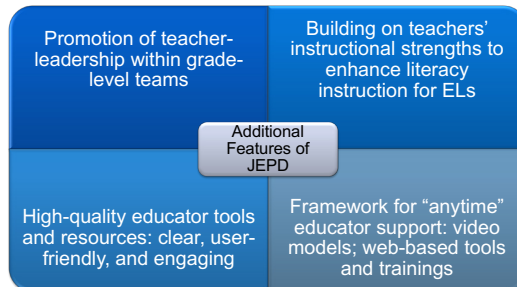 Promotion of teacher-
leadership within grade-
level teams
Building on teachers'
instructional strengths to
enhance literacy
instruction for ELs
Additional
Features of
JEPD
High-quality educator tools
and resources: clear, user-
friendly, and engaging
Framework for “anytime”
educator support: video
models; web-based tools
and trainings